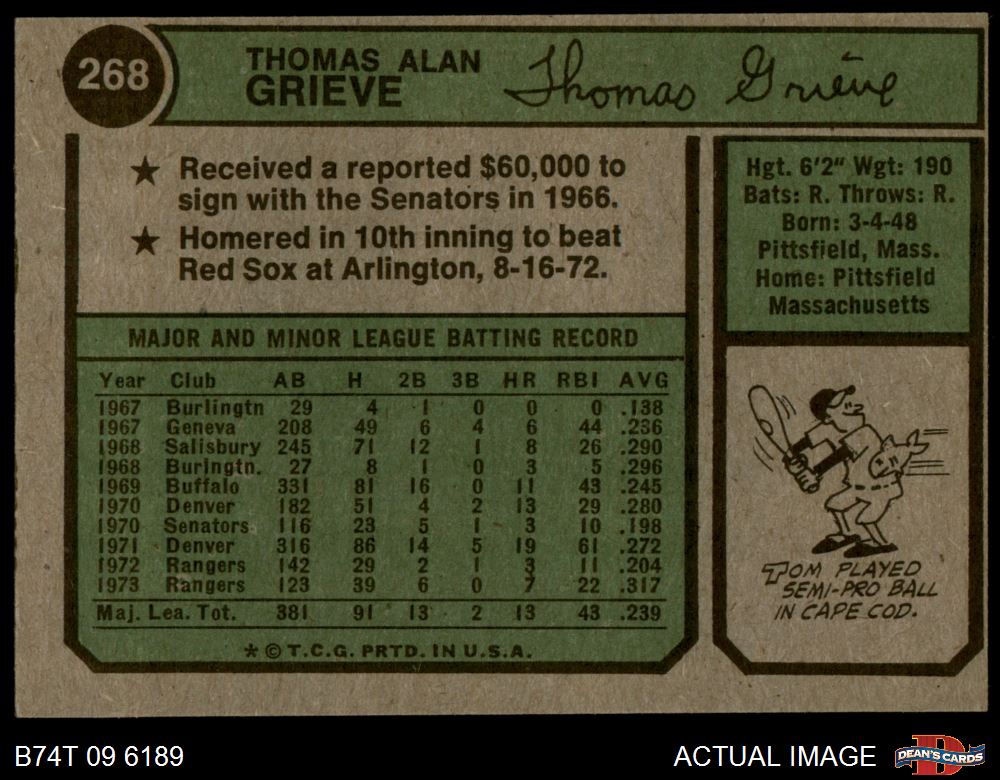 268
THOMAS ALAN
GRIEVE
Thomas Grieve
★ Received a reported $60,000 to
sign with the Senators in 1966.
★ Homered in 10th inning to beat
Red Sox at Arlington, 8-16-72.
Hgt. 6'2" Wgt: 190
Bats: R. Throws: R.
Born: 3-4-48
Pittsfield, Mass.
Home: Pittsfield
Massachusetts
MAJOR AND MINOR LEAGUE BATTING RECORD
Year Club AB H 2B 3B HR RBI AVG
1967 Burlingtn 29 4 1 0 0 0 .138
1967 Geneva 208 49 6 4 6 44 .236
1968 Salisbury 245 71 12 1 8 26 .290
1968 Buringtn. 27 8 1 0 3 5 .296
1969 Buffalo 331 81 16 0 11 43 .245
1970 Denver 182 51 4 2 13 29 .280
1970 Senators 116 23 5 1 3 10 .198
1971 Denver 316 86 14 5 19 61 .272
1972 Rangers 142 29 2 1 3 11 .204
1973 Rangers 123 39 6 0 7 22 .317
Maj. Lea. Tot. 381 91 13 2 13 43 .239
* © T.C.G. PRTD. IN U.S.A.
TOM PLAYED
SEMI-PRO BALL
IN CAPE COD.
B74T 09 6189
ACTUAL IMAGE
DEAN'S CARDS